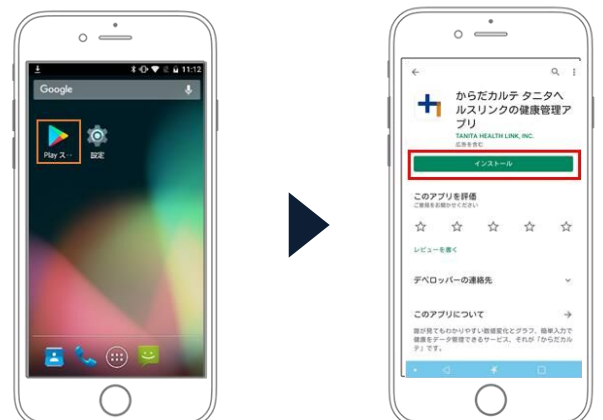 11:12
Google
Play ス…
設定
からだカルテ タニタヘ
ルスリンクの健康管理ア
プリ
TANITA HEALTH LINK, INC.
広告を含む
インストール
このアプリを評価
ご意見をお聞かせください
レビューを書く
デベロッパーの連絡先
このアプリについて
誰が見てもわかりやすい数値変化とグラフ、簡単入力で
健康をデータ管理できるサービス、それが「からだカル
テ」です。